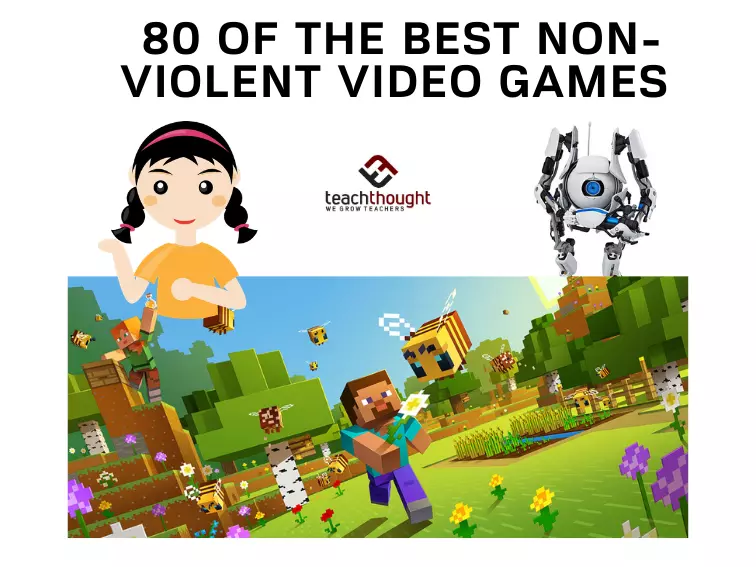 80 OF THE BEST NON-
VIOLENT VIDEO GAMES
teachthought
WE GROW TEACHERS